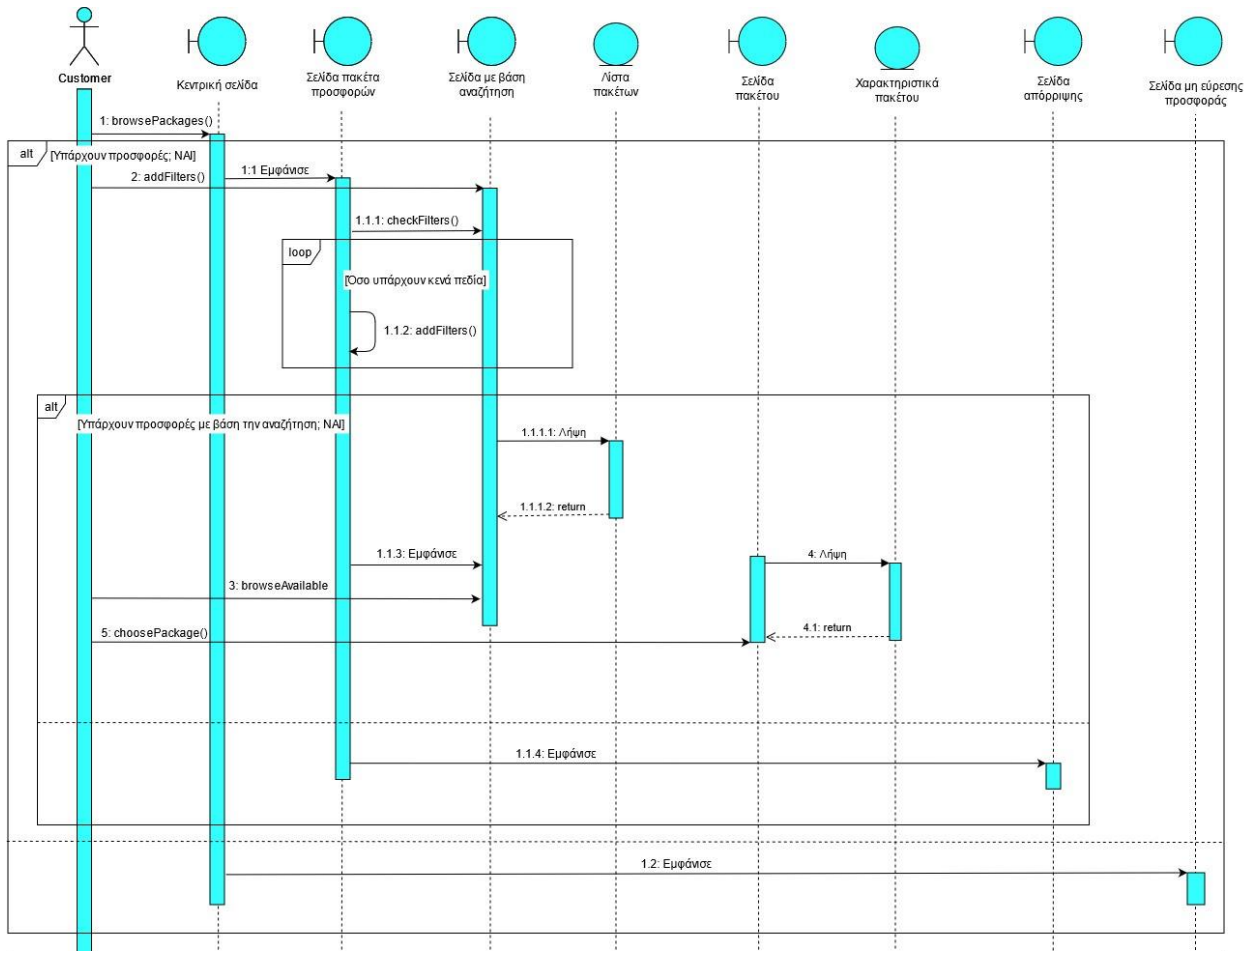 Customer
Κεντρική σελίδα
Σελίδα πακέτα
προσφορών
Σελίδα με βάση
αναζήτηση
Λίστα
πακέτων
Σελίδα
πακέτου
Χαρακτηριστικά
πακέτου
Σελίδα
απόρριψης
Σελίδα μη εύρεσης
προσφοράς
1: browsePackages()
alt
[Υπάρχουν προσφορές; ΝΑΙ]
1:1 Εμφάνισε
2: addFilters()
1.1.1: checkFilters()
loop
[Όσο υπάρχουν κενά πεδία]
1.1.2: addFilters()
alt
[Υπάρχουν προσφορές με βάση την αναζήτηση; ΝΑΙ]
1.1.1.1: Λήψη
1.1.1.2: return
1.1.3: Εμφάνισε
4: Λήψη
3: browseAvailable
5: choosePackage()
4.1: return
1.1.4: Εμφάνισε
1.2: Εμφάνισε